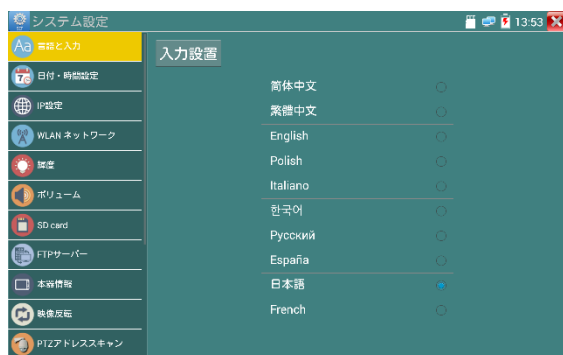 システム設定
13:53
Aa 言語と入力
入力設置
日付・時間設定
IP設定
WLAN ネットワーク
輝度
ボリューム
SD card
FTPサーバー
本器情報
映像反転
PTZアドレススキャン
简体中文
繁體中文
English
Polish
Italiano
한국어
Русский
España
日本語
French